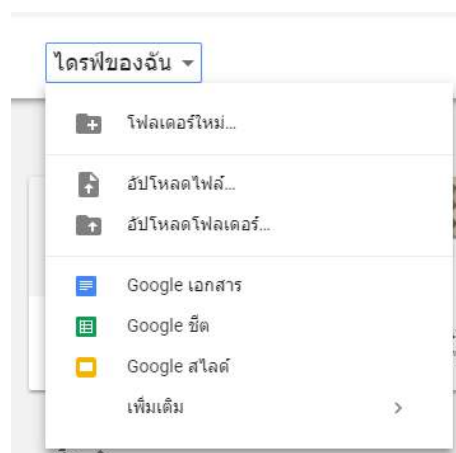 ไดรฟ์ของฉัน
โฟลเดอร์ใหม่...
อัปโหลดไฟล์...
อัปโหลดโฟลเดอร์...
Google เอกสาร
Google ชีต
Google สไลด์
เพิ่มเติม